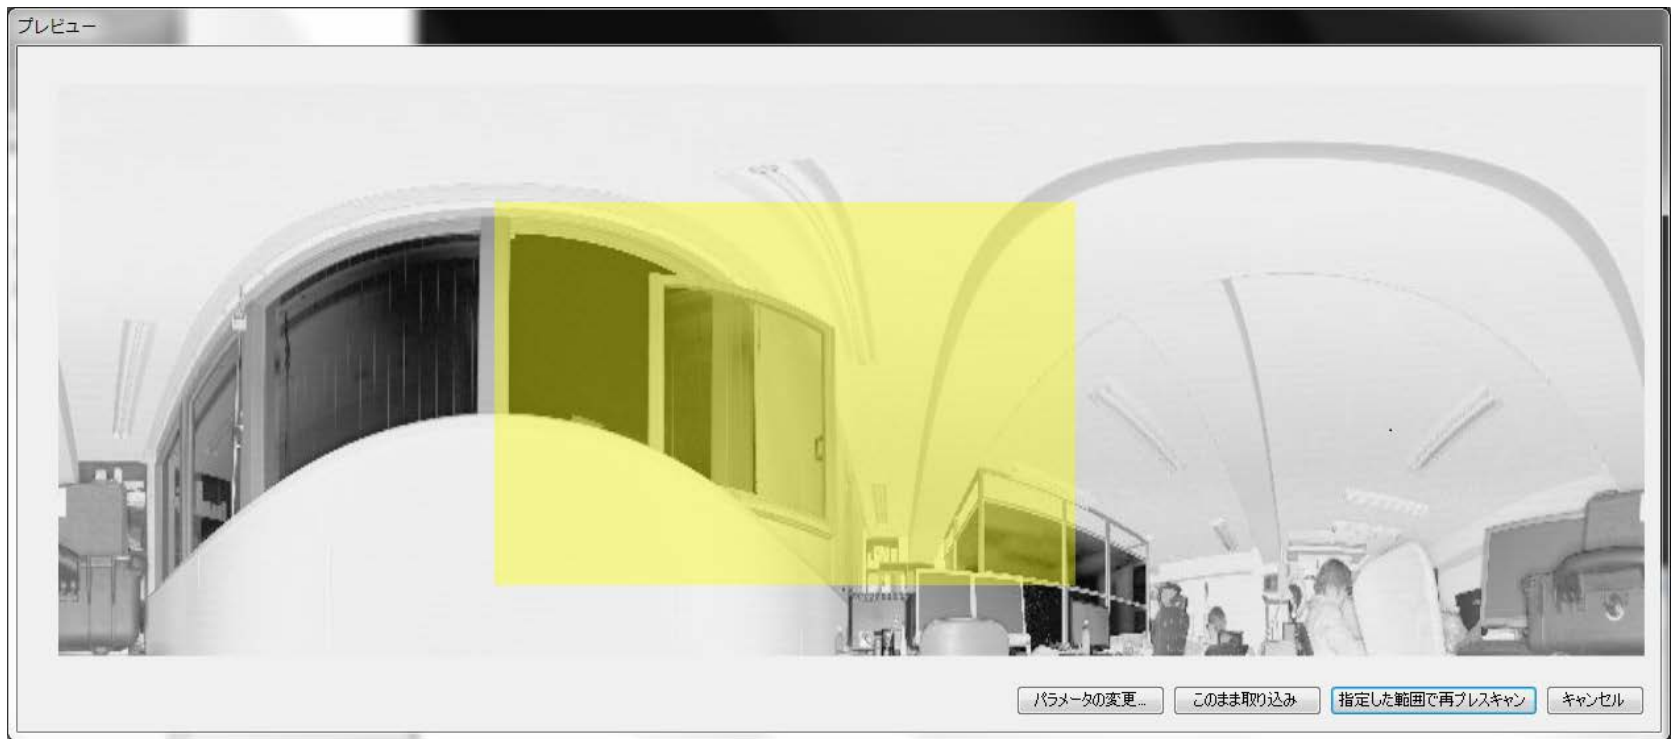 プレビュー
パラメータの変更...
このまま取り込み
指定した範囲で再プレスキャン
キャンセル